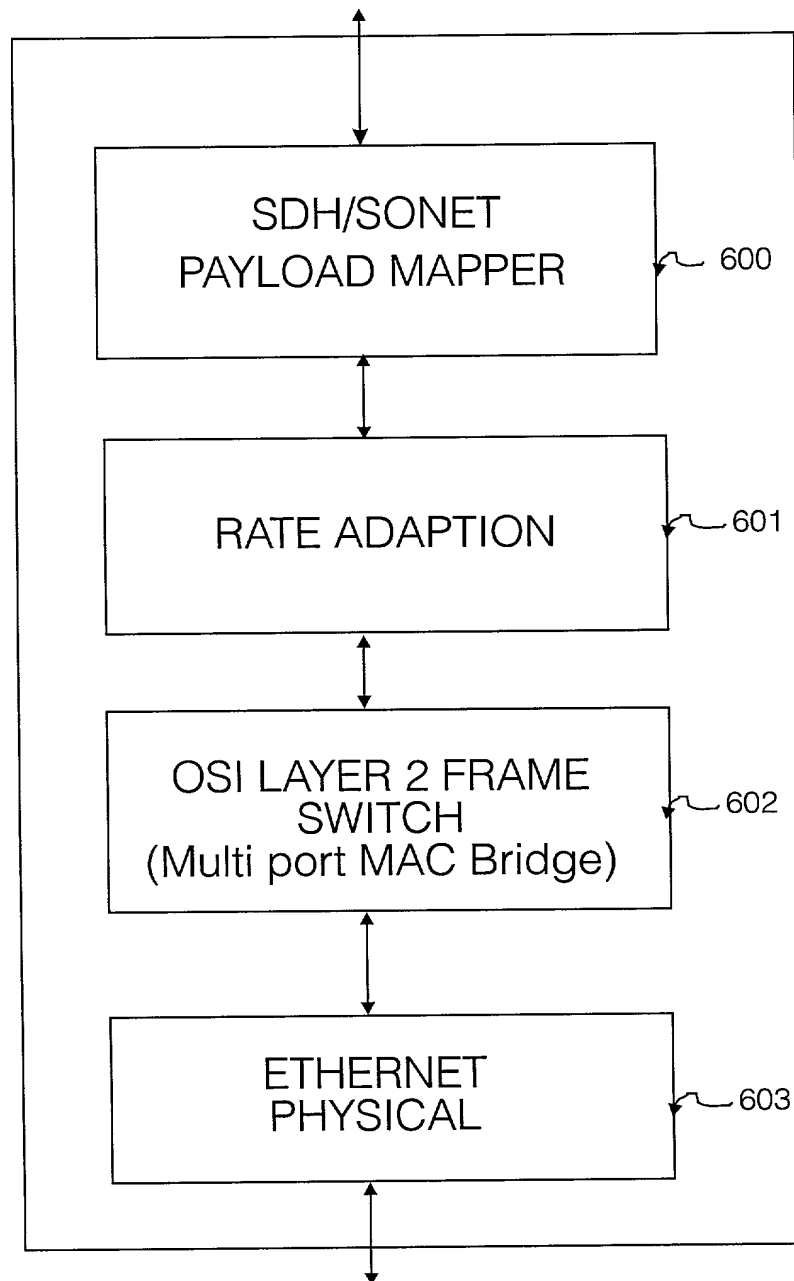 SDH/SONET
PAYLOAD MAPPER
600
RATE ADAPTION
601
OSI LAYER 2 FRAME
SWITCH
(Multi port MAC Bridge)
602
ETHERNET
PHYSICAL
603